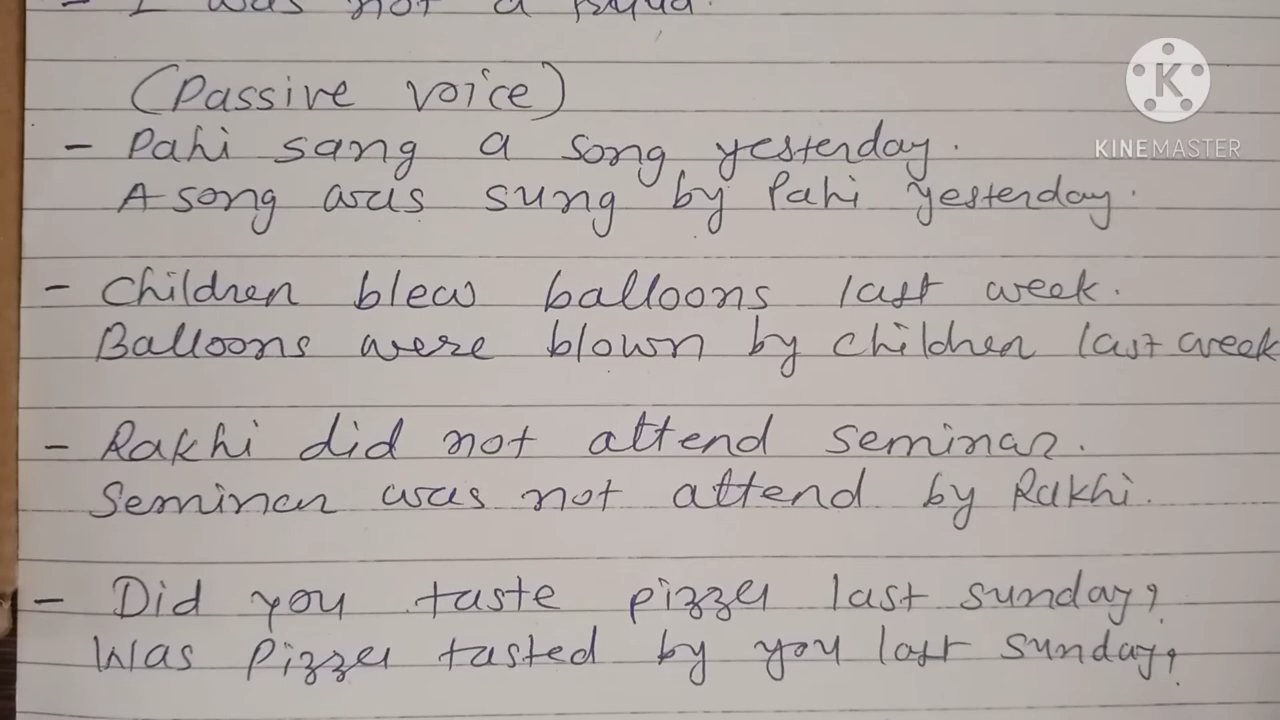 - I was not a
(Passive voice)
K
KINEMASTER
- Pahi sang a song yesterday.
A song was sung by Pahi yesterday.
- Children blew balloons last week.
Balloons were blown by children last week
- Rakhi did not attend seminar.
Seminar was not attend by Rakhi.
- Did you taste pizza last sunday?
Was Pizza tasted by you last sunday?